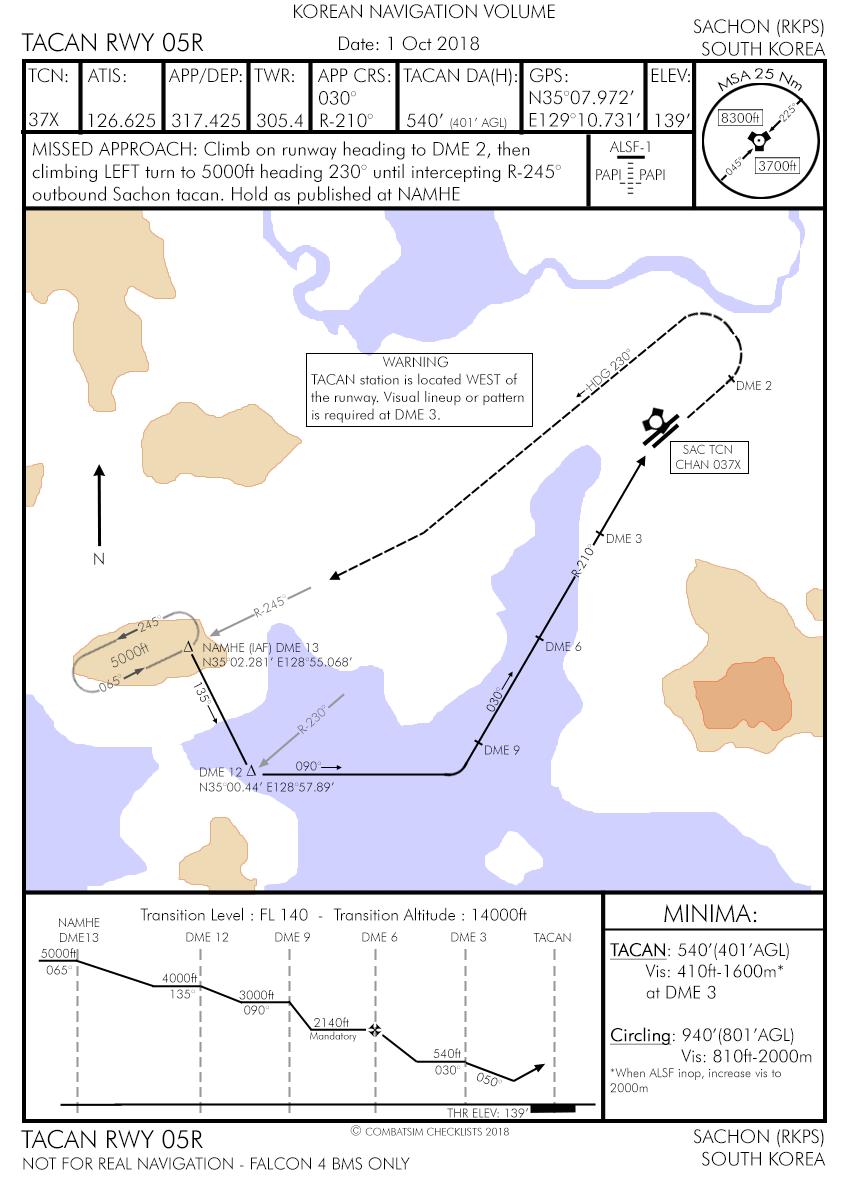 KOREAN NAVIGATION VOLUME
TACAN RWY 05R
Date: 1 Oct 2018
SACHON (RKPS)
SOUTH KOREA
TCN:
37X
ATIS:
126.625
APP/DEP:
317.425
TWR:
305.4
APP CRS:
030°
R-210°
TACAN DA(H):
540' (401' AGL)
GPS:
N35°07.972'
E129°10.731'
ELEV:
139'
MSA 25 Nm
8300ft
225°
045°
3700ft
MISSED APPROACH: Climb on runway heading to DME 2, then
climbing LEFT turn to 5000ft heading 230° until intercepting R-245°
outbound Sachon tacan. Hold as published at NAMHE
ALSF-1
PAPI PAPI
WARNING
TACAN station is located WEST of
the runway. Visual lineup or pattern
is required at DME 3.
HDG 230°
DME 2
SAC TCN
CHAN 037X
N
DME 3
R-210°
R-245°
245°
5000ft
065°
NAMHE (IAF) DME 13
N35°02.281' E128°55.068'
DME 6
135°
030°
R-230°
DME 9
DME 12
090°
N35°00.44' E128°57.89'
Transition Level : FL 140 - Transition Altitude : 14000ft
NAMHE
DME13
DME 12
DME 9
DME 6
DME 3
TACAN
5000ft
065°
4000ft
135°
3000ft
090°
2140ft
Mandatory
540ft
030°
050°
THR ELEV: 139'
MINIMA:
TACAN: 540'(401'AGL)
Vis: 410ft-1600m*
at DME 3
Circling: 940'(801'AGL)
Vis: 810ft-2000m
*When ALSF inop, increase vis to
2000m
TACAN RWY 05R
© COMBATSIM CHECKLISTS 2018
SACHON (RKPS)
NOT FOR REAL NAVIGATION - FALCON 4 BMS ONLY
SOUTH KOREA